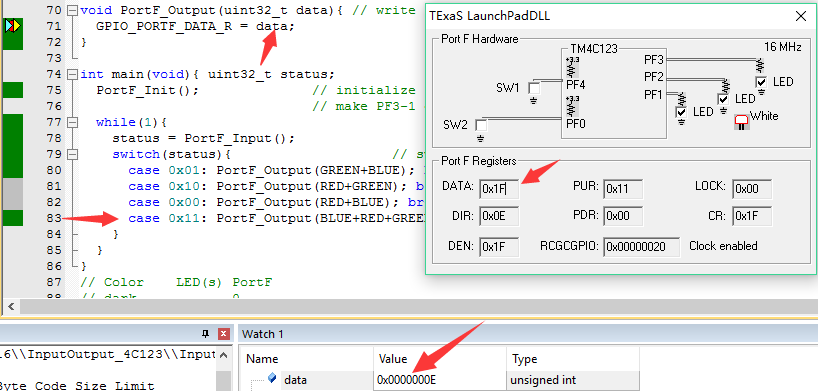 70 void PortF_Output(uint32_t data){ // write
71 GPIO_PORTF_DATA_R = data;
72 }
73
74 int main(void){ uint32_t status;
75 PortF_Init(); // initialize
76 // make PF3-1
77 while(1){
78 status = PortF_Input();
79 switch(status){ // s
80 case 0x01: PortF_Output(GREEN+BLUE);
81 case 0x10: PortF_Output(RED+GREEN); br
82 case 0x00: PortF_Output(RED+BLUE); br
83 case 0x11: PortF_Output(BLUE+RED+GREE
84 }
85 }
86 }
87 // Color LED(s) PortF
88 // dark 0
TExaS LaunchPadDLL
Port F Hardware
TM4C123
16 MHz
+3.3
PF3
SW1
PF4
PF2
LED
PF1
LED
+3.3
LED
White
SW2
PF0
Port F Registers
DATA: 0x1F PUR: 0x11 LOCK: 0x00
DIR: 0x0E PDR: 0x00 CR: 0x1F
DEN: 0x1F RCGCGPIO: 0x00000020 Clock enabled
16\\InputOutput_4C123\\Input
Byte Code Size Limit
Watch 1
Name Value Type
data 0x0000000E unsigned int